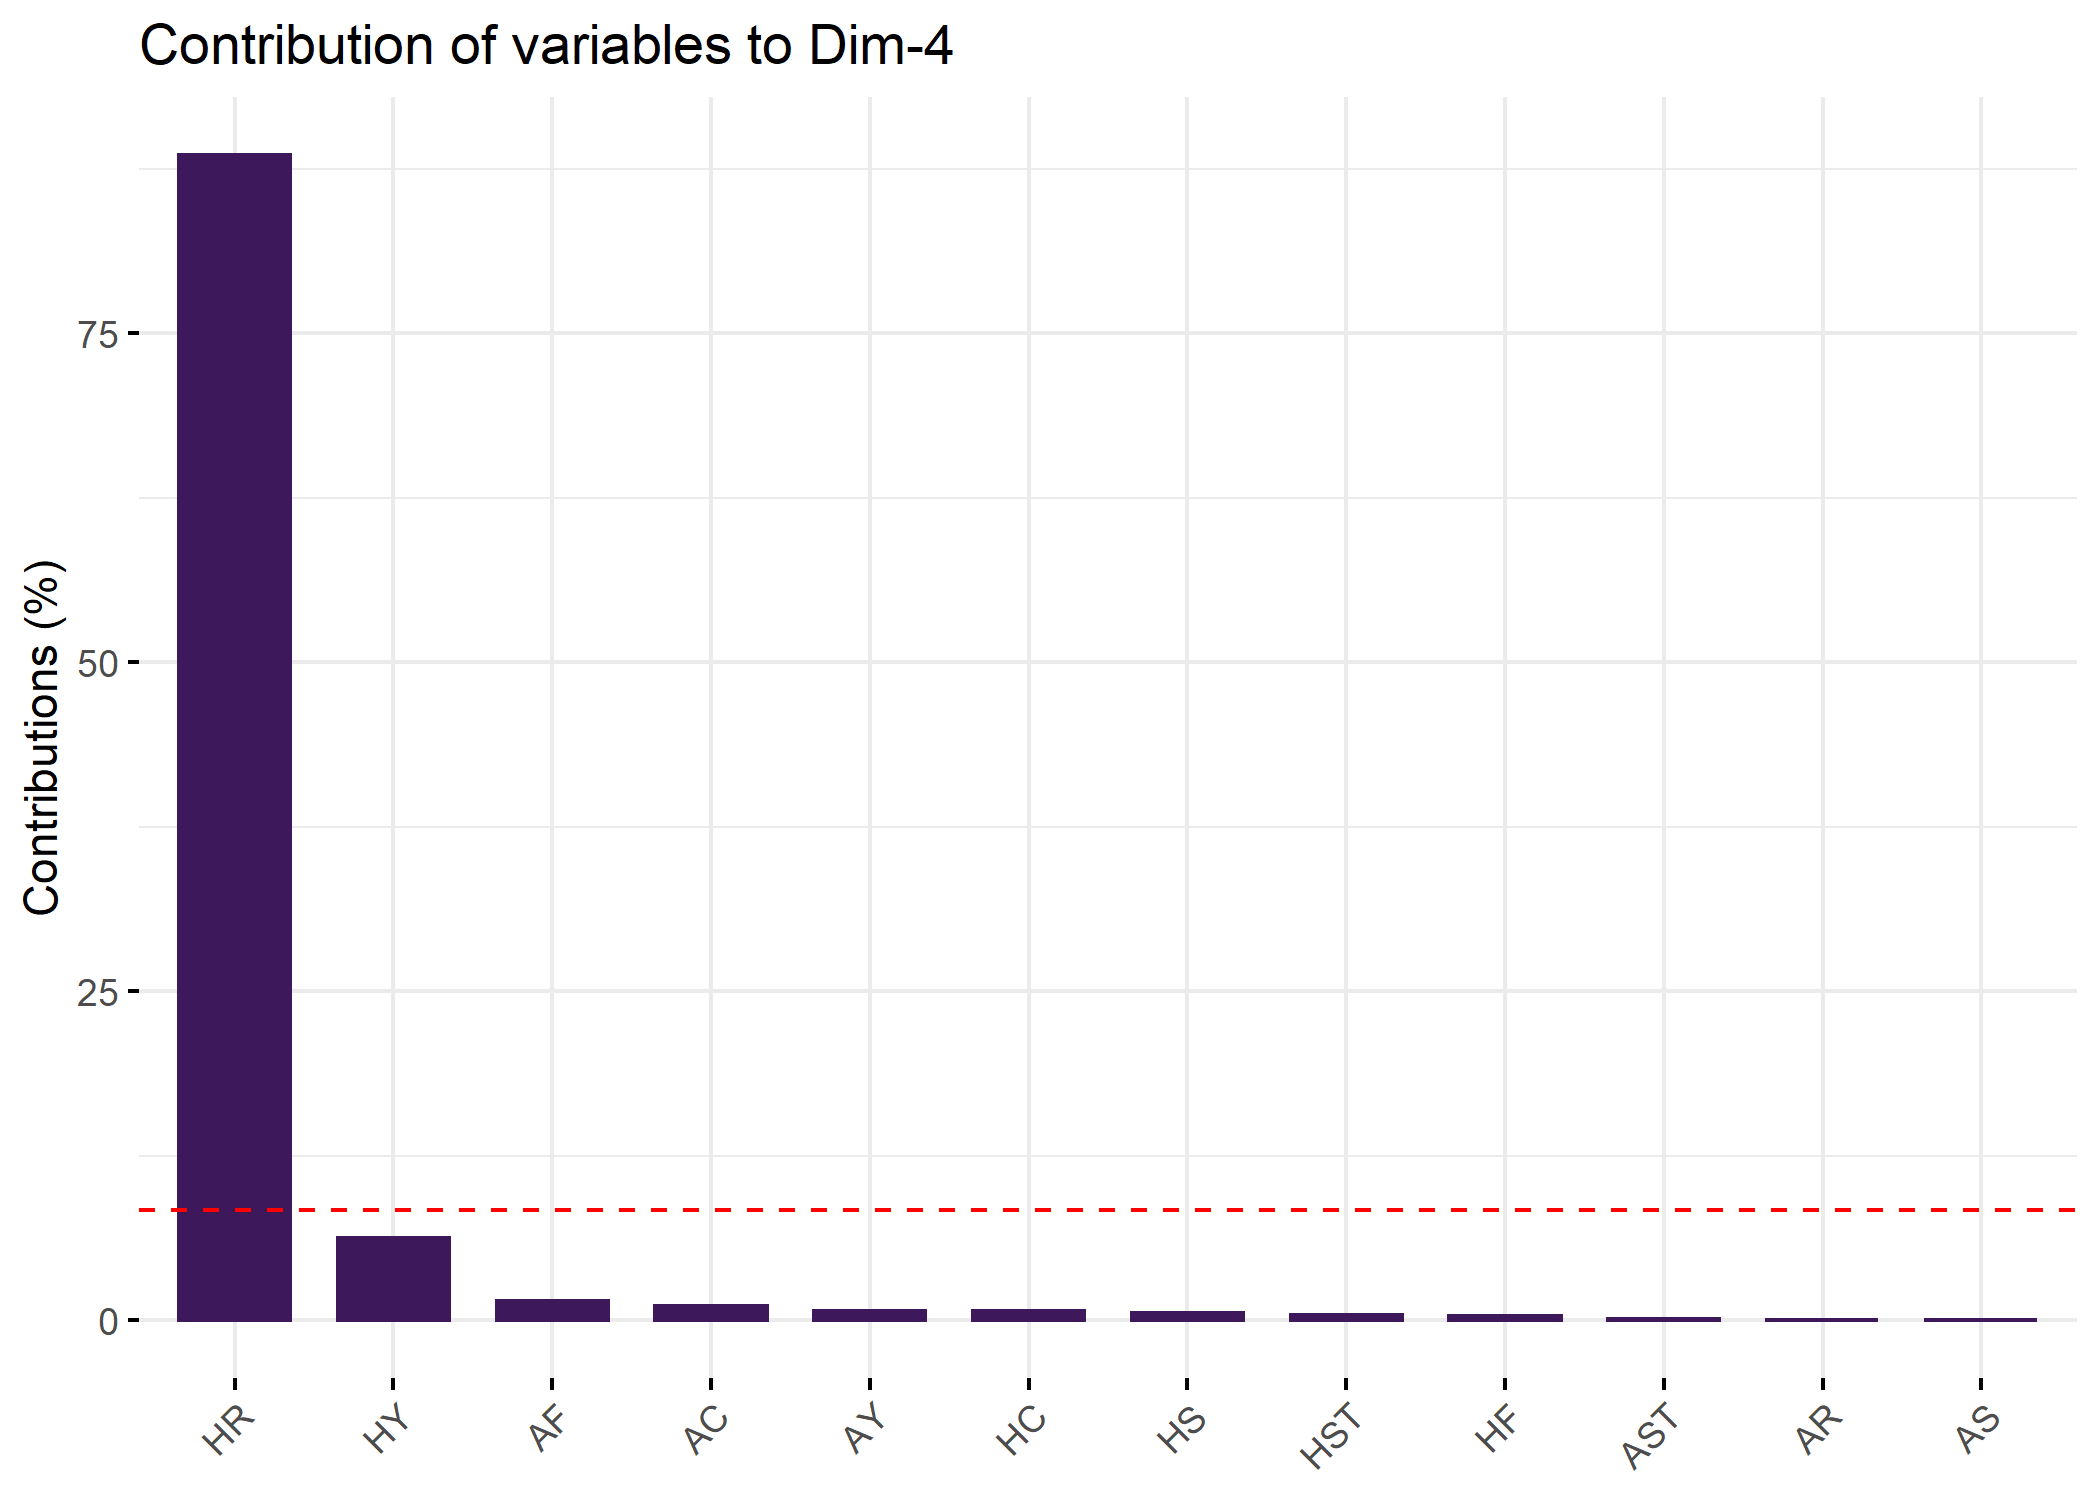 Contribution of variables to Dim-4
Contributions (%)
75
50
25
0
HR
HY
AF
AC
AY
HC
HS
HST
HF
AST
AR
AS